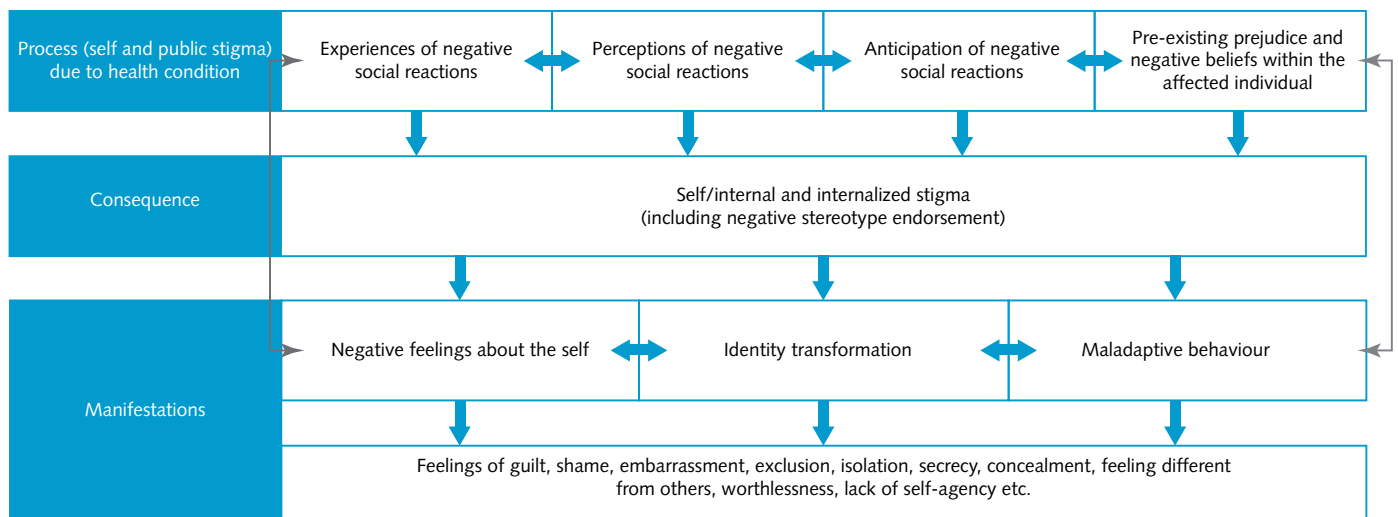 Process (self and public stigma)
due to health condition
Experiences of negative
social reactions
Perceptions of negative
social reactions
Anticipation of negative
social reactions
Pre-existing prejudice and
negative beliefs within the
affected individual
Consequence
Self/internal and internalized stigma
(including negative stereotype endorsement)
Manifestations
Negative feelings about the self
Identity transformation
Maladaptive behaviour
Feelings of guilt, shame, embarrassment, exclusion, isolation, secrecy, concealment, feeling different
from others, worthlessness, lack of self-agency etc.